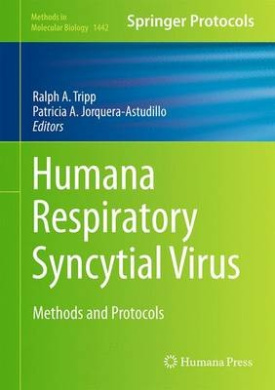 Methods in
Molecular Biology 1442
Springer Protocols
Ralph A. Tripp
Patricia A. Jorquera-Astudillo
Editors
Humana
Respiratory
Syncytial Virus
Methods and Protocols
Humana Press